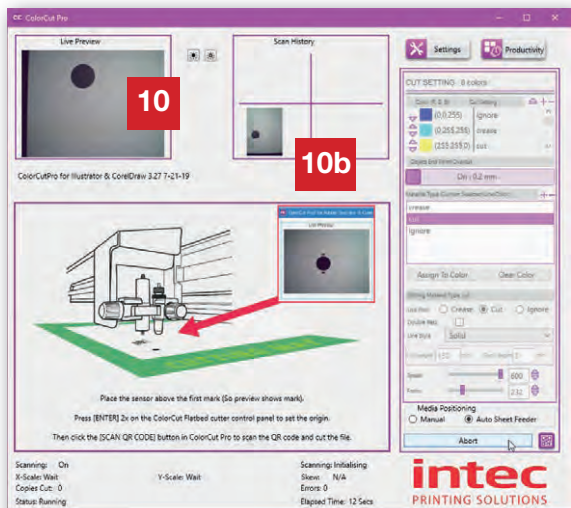 CC ColorCut Pro
Live Preview
10
Scan History
10b
Settings
Productivity
ColorCutPro for Illustrator & CorelDraw 3.27 7-21-19
CUT SETTING : 8 colors
(0,0,255) ignore
(0,255,255) crease
(255,255,0) cut
On : 0.2 mm
crease
cut
ignore
Assign To Color
Clear Color
Crease
Cut
Ignore
Line Style
Solid
Speed
600
Force
232
Live Preview
Place the sensor above the first mark (So preview shows mark).
Press [ENTER] 2x on the ColorCut Flatbed cutter control panel to set the origin.
Then click the [SCAN QR CODE] button in ColorCut Pro to scan the QR code and cut the file.
Media Positioning
Manual
Auto Sheet Feeder
Abort
Scanning: On
X-Scale: Wait
Y-Scale: Wait
Copies Cut: 0
Status: Running
Scanning: Initialising
Skew: N/A
Errors: 0
Elapsed Time: 12 Secs
intec
PRINTING SOLUTIONS